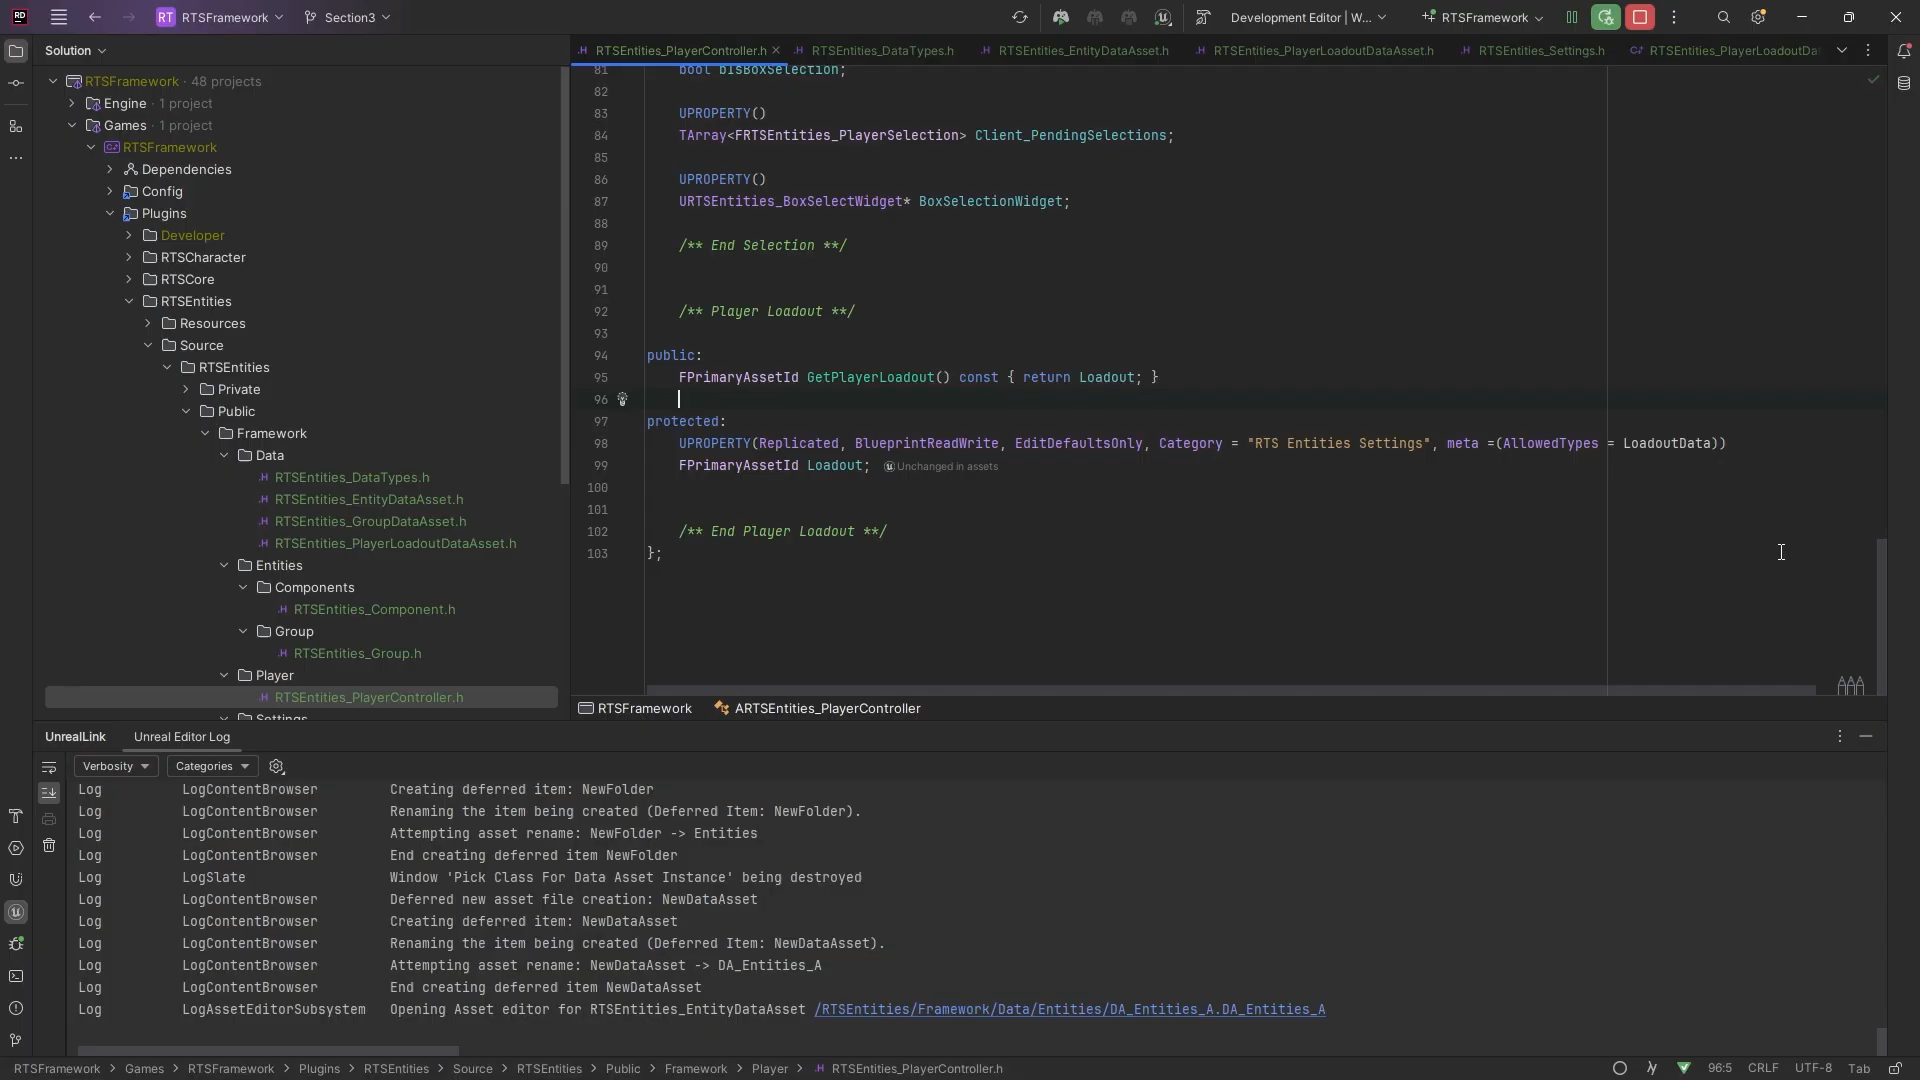 RD
RT RTSFramework
Section3
Development Editor | W...
RTSFramework
Solution
RTSEntities_PlayerController.h
RTSEntities_DataTypes.h
RTSEntities_EntityDataAsset.h
RTSEntities_PlayerLoadoutDataAsset.h
RTSEntities_Settings.h
RTSEntities_PlayerLoadoutDa
RTSFramework · 48 projects
Engine · 1 project
Games · 1 project
RTSFramework
Dependencies
Config
Plugins
Developer
RTSCharacter
RTSCore
RTSEntities
Resources
Source
RTSEntities
Private
Public
Framework
Data
RTSEntities_DataTypes.h
RTSEntities_EntityDataAsset.h
RTSEntities_GroupDataAsset.h
RTSEntities_PlayerLoadoutDataAsset.h
Entities
Components
RTSEntities_Component.h
Group
RTSEntities_Group.h
Player
RTSEntities_PlayerController.h
Settings
81 bool bIsBoxSelection;
82
83 UPROPERTY()
84 TArray<FRTSEntities_PlayerSelection> Client_PendingSelections;
85
86 UPROPERTY()
87 URTSEntities_BoxSelectWidget* BoxSelectionWidget;
88
89 /** End Selection **/
90
91
92 /** Player Loadout **/
93
94 public:
95 FPrimaryAssetId GetPlayerLoadout() const { return Loadout; }
96
97 protected:
98 UPROPERTY(Replicated, BlueprintReadWrite, EditDefaultsOnly, Category = "RTS Entities Settings", meta =(AllowedTypes = LoadoutData))
99 FPrimaryAssetId Loadout; Unchanged in assets
100
101
102 /** End Player Loadout **/
103 };
RTSFramework ARTSEntities_PlayerController
UnrealLink Unreal Editor Log
Verbosity Categories
Log LogContentBrowser Creating deferred item: NewFolder
Log LogContentBrowser Renaming the item being created (Deferred Item: NewFolder).
Log LogContentBrowser Attempting asset rename: NewFolder -> Entities
Log LogContentBrowser End creating deferred item NewFolder
Log LogSlate Window 'Pick Class For Data Asset Instance' being destroyed
Log LogContentBrowser Deferred new asset file creation: NewDataAsset
Log LogContentBrowser Creating deferred item: NewDataAsset
Log LogContentBrowser Renaming the item being created (Deferred Item: NewDataAsset).
Log LogContentBrowser Attempting asset rename: NewDataAsset -> DA_Entities_A
Log LogContentBrowser End creating deferred item NewDataAsset
Log LogAssetEditorSubsystem Opening Asset editor for RTSEntities_EntityDataAsset /RTSEntities/Framework/Data/Entities/DA_Entities_A.DA_Entities_A
RTSFramework > Games > RTSFramework > Plugins > RTSEntities > Source > RTSEntities > Public > Framework > Player > RTSEntities_PlayerController.h
96:5 CRLF UTF-8 Tab